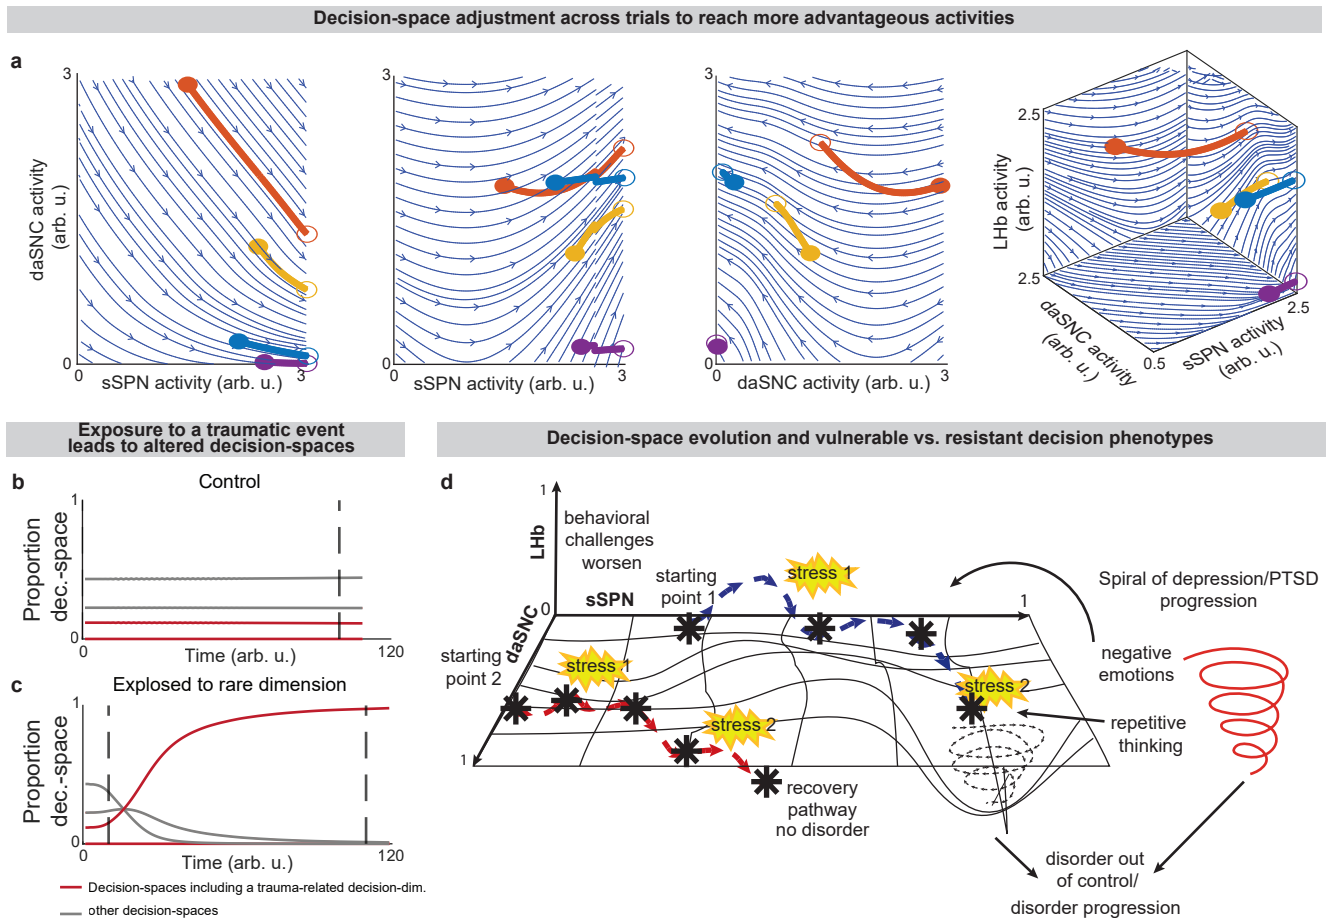 Decision-space adjustment across trials to reach more advantageous activities
a
3
daSNC activity
(arb. u.)
0
0
sSPN activity (arb. u.)
3
3
0
0
sSPN activity (arb. u.)
3
3
0
0
daSNC activity (arb. u.)
3
2.5
LHb activity
(arb. u.)
2.5
daSNC activity
(arb. u.)
0.5
sSPN activity
(arb. u.)
2.5
Exposure to a traumatic event
leads to altered decision-spaces
b
Control
1
Proportion
dec.-space
0
0
Time (arb. u.)
120
c
Explosed to rare dimension
1
Proportion
dec.-space
0
0
Time (arb. u.)
120
Decision-spaces including a trauma-related decision-dim.
other decision-spaces
Decision-space evolution and vulnerable vs. resistant decision phenotypes
d
1
LHb
0
behavioral
challenges
worsen
sSPN
1
daSNC
1
starting
point 1
stress 1
starting
point 2
stress 1
stress 2
stress 2
recovery
pathway
no disorder
Spiral of depression/PTSD
progression
negative
emotions
repetitive
thinking
disorder out
of control/
disorder progression